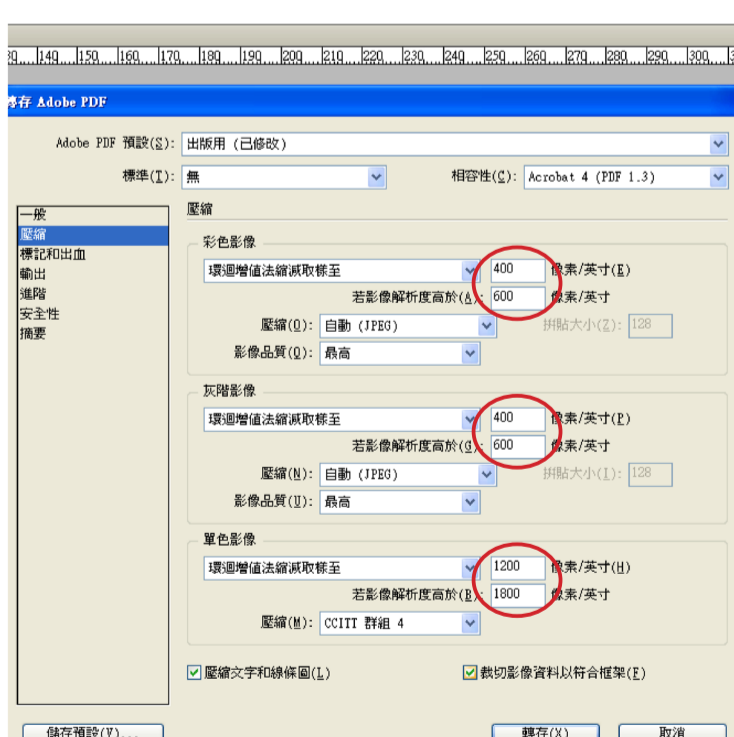 140 150 160 170 180 190 200 210 220 230 240 250 260 270 280 290 300
轉存 Adobe PDF
Adobe PDF 預設(S): 出版用 (已修改)
標準(T): 無 相容性(C): Acrobat 4 (PDF 1.3)
一般
壓縮
標記和出血
輸出
進階
安全性
摘要
壓縮
彩色影像
環迴增值法縮減取樣至 400 像素/英寸(E)
若影像解析度高於(A): 600 像素/英寸
壓縮(O): 自動 (JPEG) 拼貼大小(Z): 128
影像品質(Q): 最高
灰階影像
環迴增值法縮減取樣至 400 像素/英寸(P)
若影像解析度高於(G): 600 像素/英寸
壓縮(N): 自動 (JPEG) 拼貼大小(I): 128
影像品質(U): 最高
單色影像
環迴增值法縮減取樣至 1200 像素/英寸(H)
若影像解析度高於(R): 1800 像素/英寸
壓縮(M): CCITT 群組 4
壓縮文字和線條圖(L) 裁切影像資料以符合框架(F)
儲存預設(V)... 轉存(X) 取消